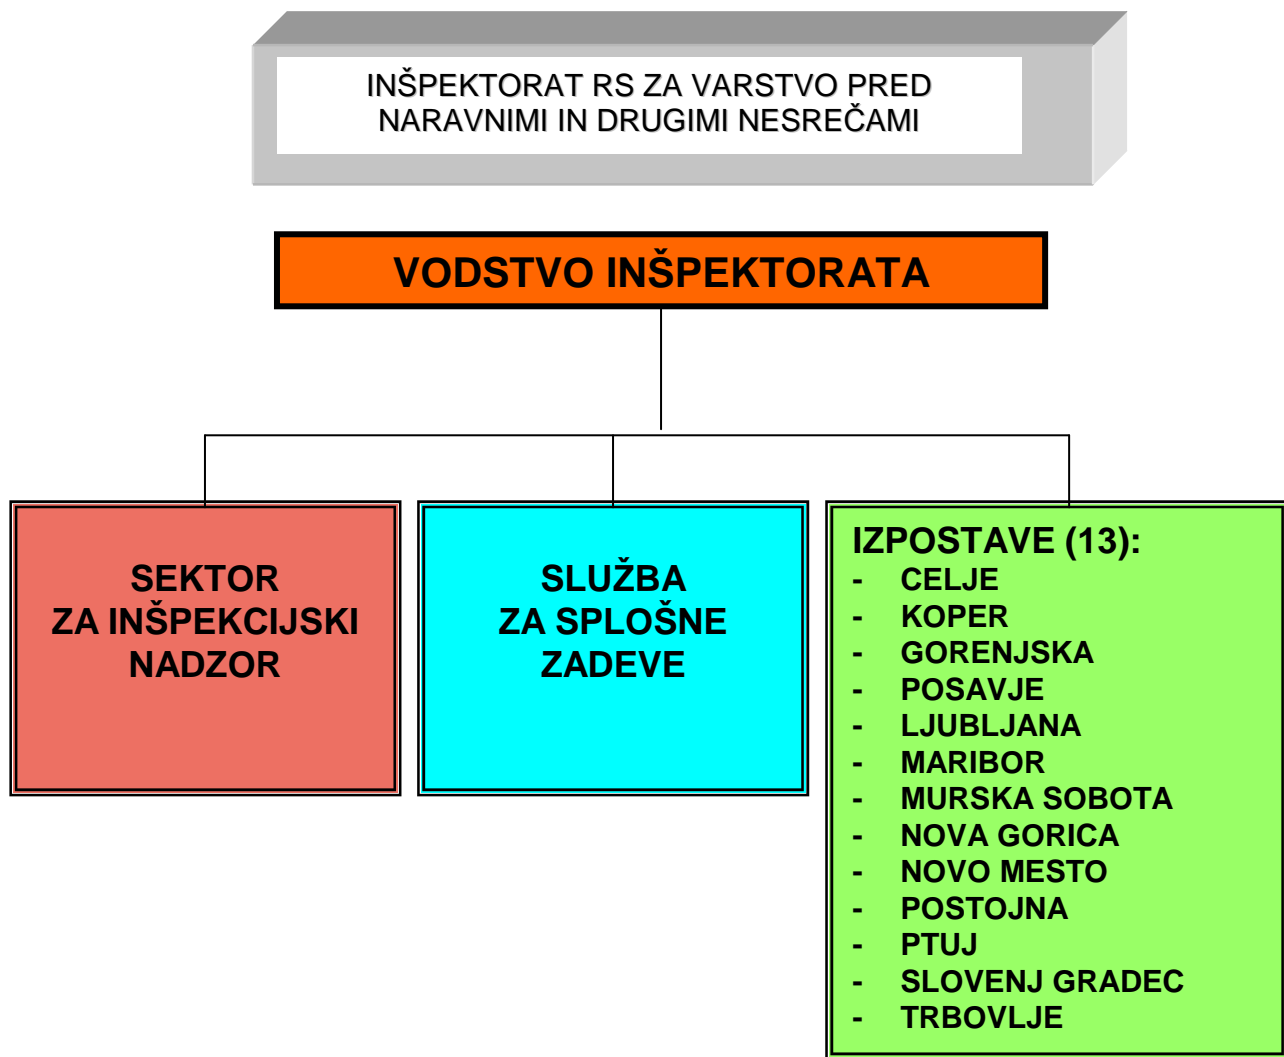 INŠPEKTORAT RS ZA VARSTVO PRED
NARAVNIMI IN DRUGIMI NESREČAMI
VODSTVO INŠPEKTORATA
SEKTOR
ZA INŠPEKCIJSKI
NADZOR
SLUŽBA
ZA SPLOŠNE
ZADEVE
IZPOSTAVE (13):
- CELJE
- KOPER
- GORENJSKA
- POSAVJE
- LJUBLJANA
- MARIBOR
- MURSKA SOBOTA
- NOVA GORICA
- NOVO MESTO
- POSTOJNA
- PTUJ
- SLOVENJ GRADEC
- TRBOVLJE